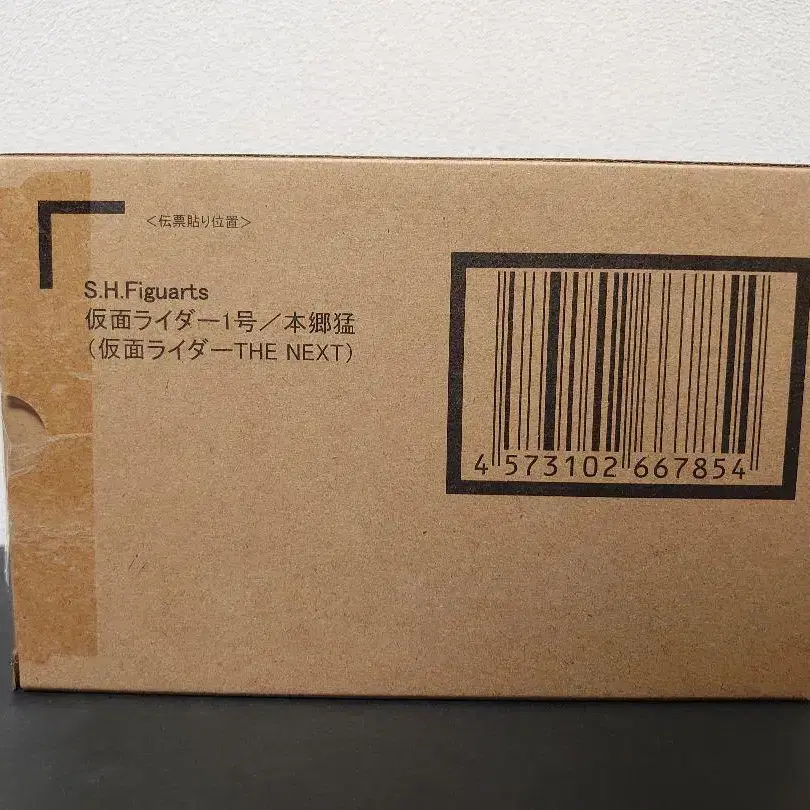 ＜伝票貼り位置＞
S.H.Figuarts
仮面ライダー1号／本郷猛
（仮面ライダーTHE NEXT）
4 573102 667854